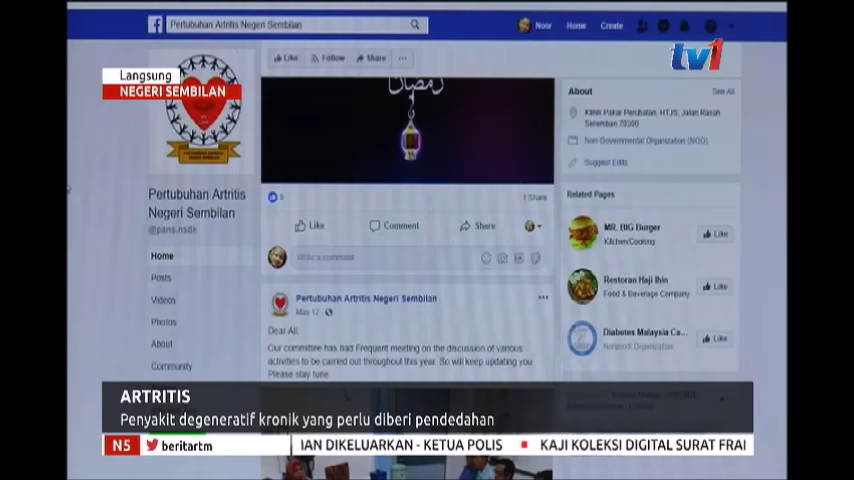 Pertubuhan Artritis Negeri Sembilan
Noor
Home
Create
tv1
Langsung
NEGERI SEMBILAN
Like
Follow
Share
رمضان
About
See All
Klinik Pakar Perubatan, HTJS, Jalan Rasah
Seremban 70300
Non-Governmental Organization (NGO)
Suggest Edits
Pertubuhan Artritis
Negeri Sembilan
@pans.nsdk
1 Share
Like
Comment
Share
Write a comment
Related Pages
MR. BIG Burger
Kitchen/Cooking
Like
Restoran Haji Ihin
Food & Beverage Company
Like
Diabetes Malaysia Ca...
Nonprofit Organization
Like
Home
Posts
Videos
Photos
About
Community
Pertubuhan Artritis Negeri Sembilan
May 12
Dear All,
Our committee has had Frequent meeting on the discussion of various
activities to be carried out throughout this year. So will keep updating you.
Please stay tune
ARTRITIS
Penyakit degeneratif kronik yang perlu diberi pendedahan
N5
beritartm
IAN DIKELUARKAN - KETUA POLIS
KAJI KOLEKSI DIGITAL SURAT FRAI